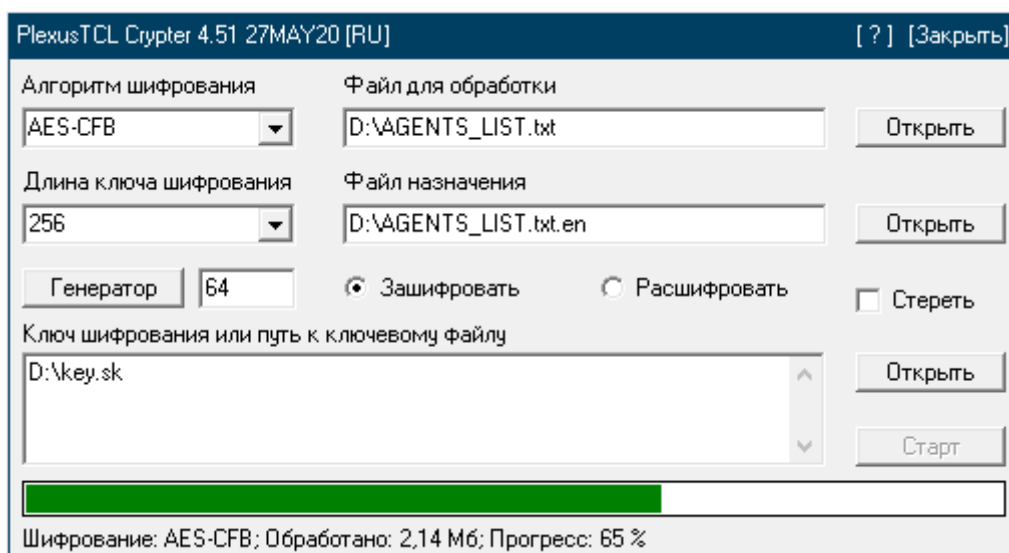 PlexusTCL Crypter 4.51 27MAY20 [RU] [ ? ] [Закрыть]
Алгоритм шифрования Файл для обработки
AES-CFB D:\AGENTS_LIST.txt Открыть
Длина ключа шифрования Файл назначения
256 D:\AGENTS_LIST.txt.en Открыть
Генератор 64 Зашифровать Расшифровать Стереть
Ключ шифрования или путь к ключевому файлу
D:\key.sk Открыть
Старт
Шифрование: AES-CFB; Обработано: 2,14 Мб; Прогресс: 65 %